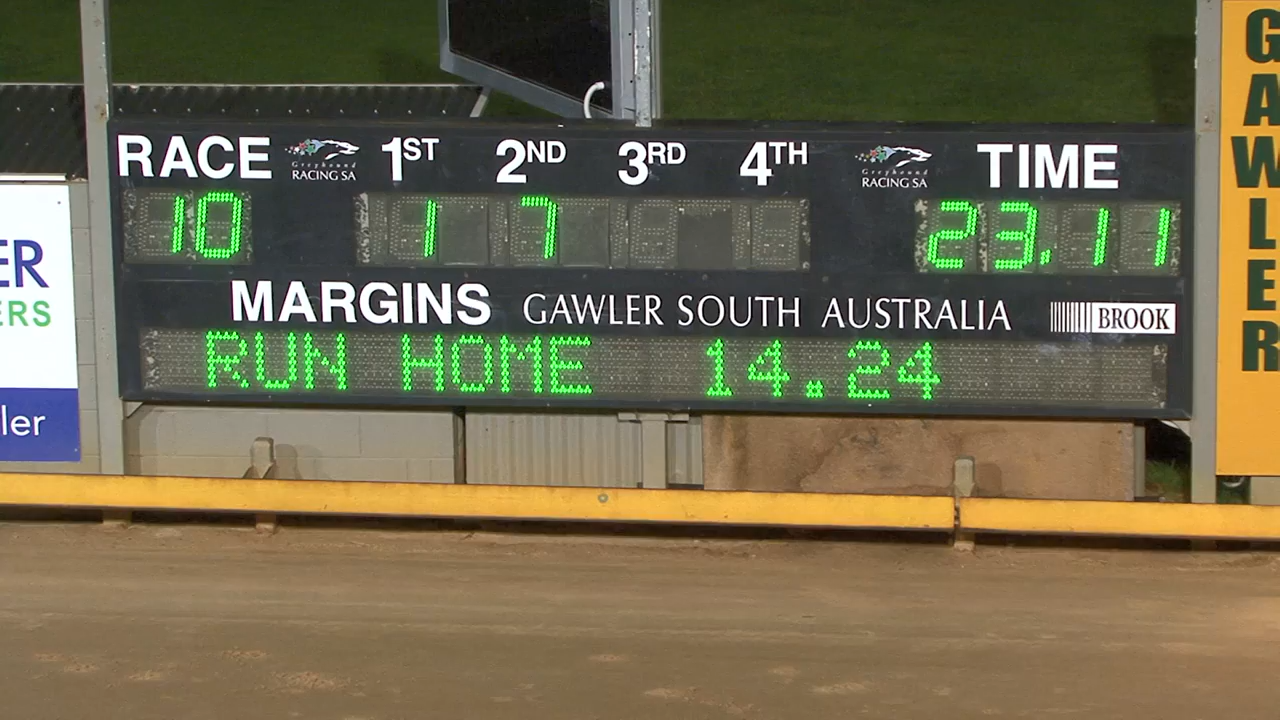 RACE Greyhound RACING SA 1ST 2ND 3RD 4TH Greyhound RACING SA TIME
10 1 7 23.11
MARGINS GAWLER SOUTH AUSTRALIA BROOK
RUN HOME 14.24
ER
ERS
ler
GAWLER